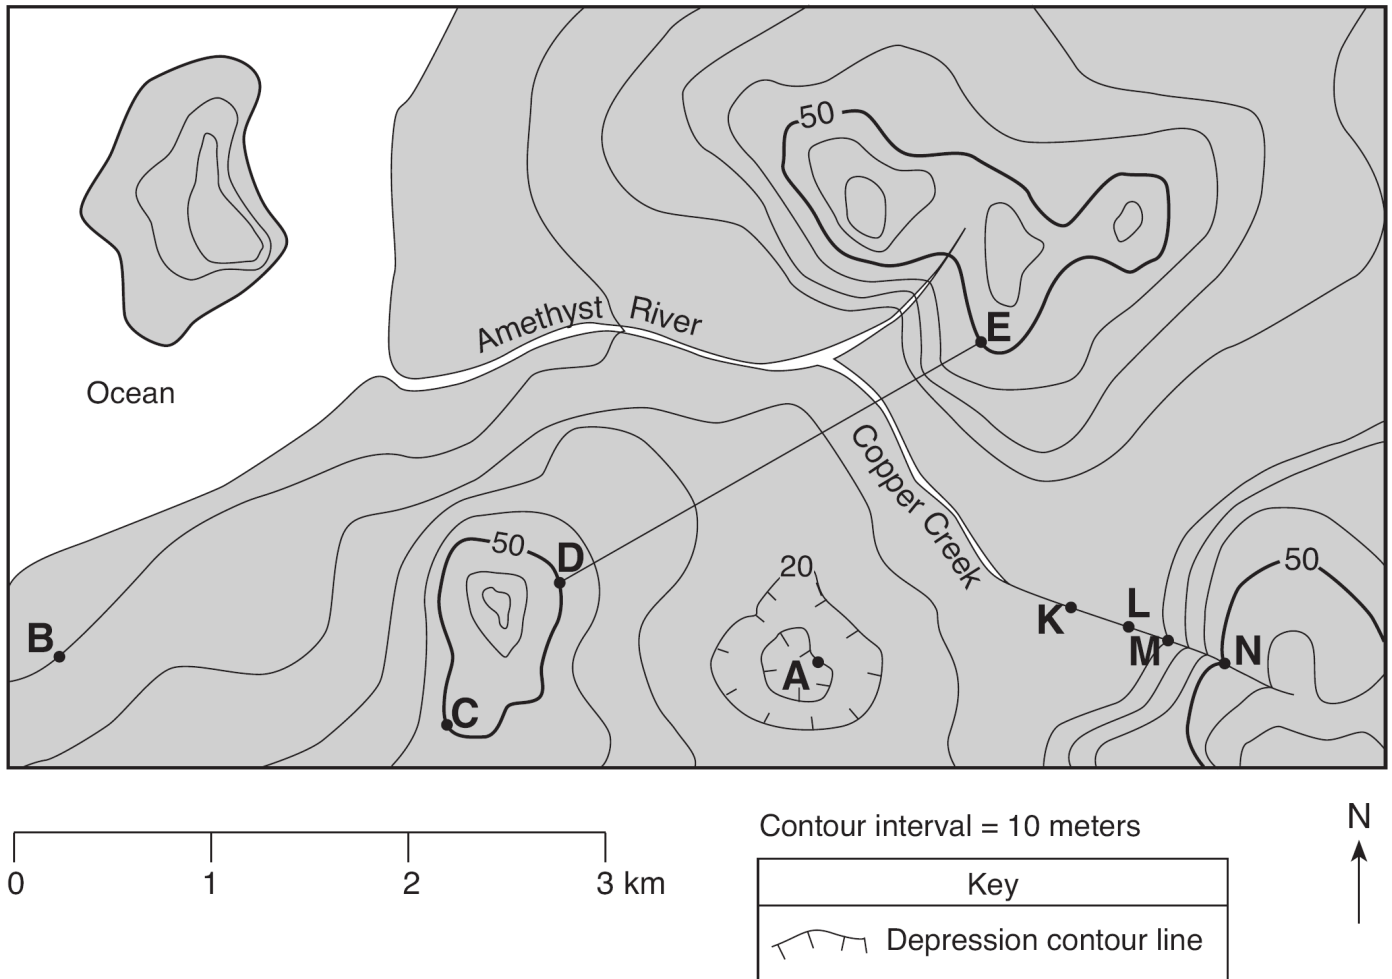 50
Amethyst River
Ocean
E
Copper Creek
50
D
20
50
B
K
L
M
N
A
C
0 1 2 3 km
Contour interval = 10 meters
N
Key
Depression contour line